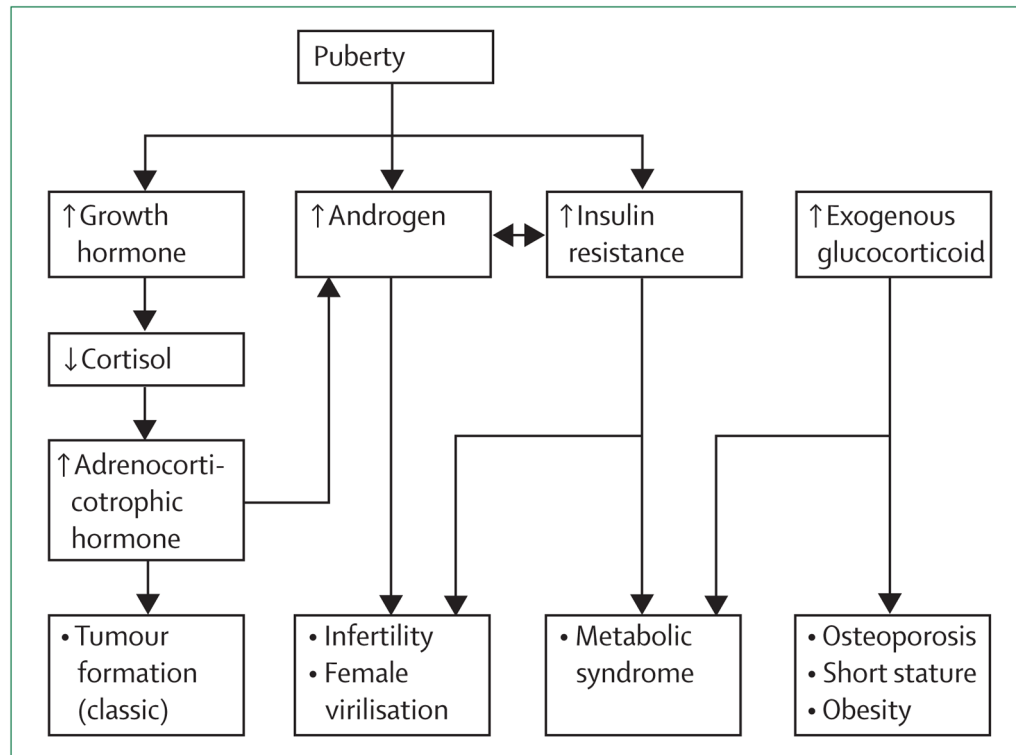 Puberty
↑Growth
hormone
↑Androgen
↑Insulin
resistance
↑Exogenous
glucocorticoid
↓Cortisol
↑Adrenocorti-
cotrophic
hormone
• Tumour
formation
(classic)
• Infertility
• Female
virilisation
• Metabolic
syndrome
• Osteoporosis
• Short stature
• Obesity